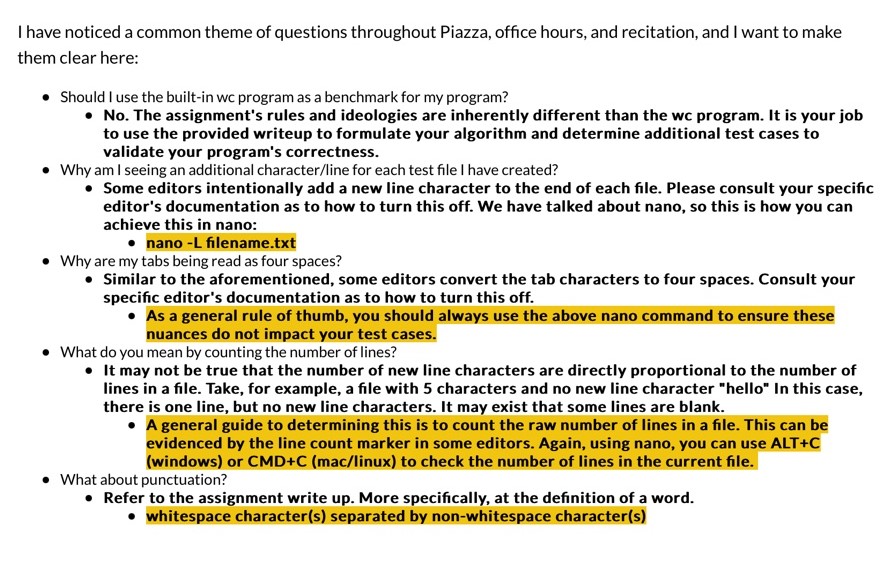 I have noticed a common theme of questions throughout Piazza, office hours, and recitation, and I want to make
them clear here:
• Should I use the built-in wc program as a benchmark for my program?
• No. The assignment's rules and ideologies are inherently different than the wc program. It is your job
to use the provided writeup to formulate your algorithm and determine additional test cases to
validate your program's correctness.
• Why am I seeing an additional character/line for each test file I have created?
• Some editors intentionally add a new line character to the end of each file. Please consult your specific
editor's documentation as to how to turn this off. We have talked about nano, so this is how you can
achieve this in nano:
• nano -L filename.txt
• Why are my tabs being read as four spaces?
• Similar to the aforementioned, some editors convert the tab characters to four spaces. Consult your
specific editor's documentation as to how to turn this off.
• As a general rule of thumb, you should always use the above nano command to ensure these
nuances do not impact your test cases.
• What do you mean by counting the number of lines?
• It may not be true that the number of new line characters are directly proportional to the number of
lines in a file. Take, for example, a file with 5 characters and no new line character "hello" In this case,
there is one line, but no new line characters. It may exist that some lines are blank.
• A general guide to determining this is to count the raw number of lines in a file. This can be
evidenced by the line count marker in some editors. Again, using nano, you can use ALT+C
(windows) or CMD+C (mac/linux) to check the number of lines in the current file.
• What about punctuation?
• Refer to the assignment write up. More specifically, at the definition of a word.
• whitespace character(s) separated by non-whitespace character(s)